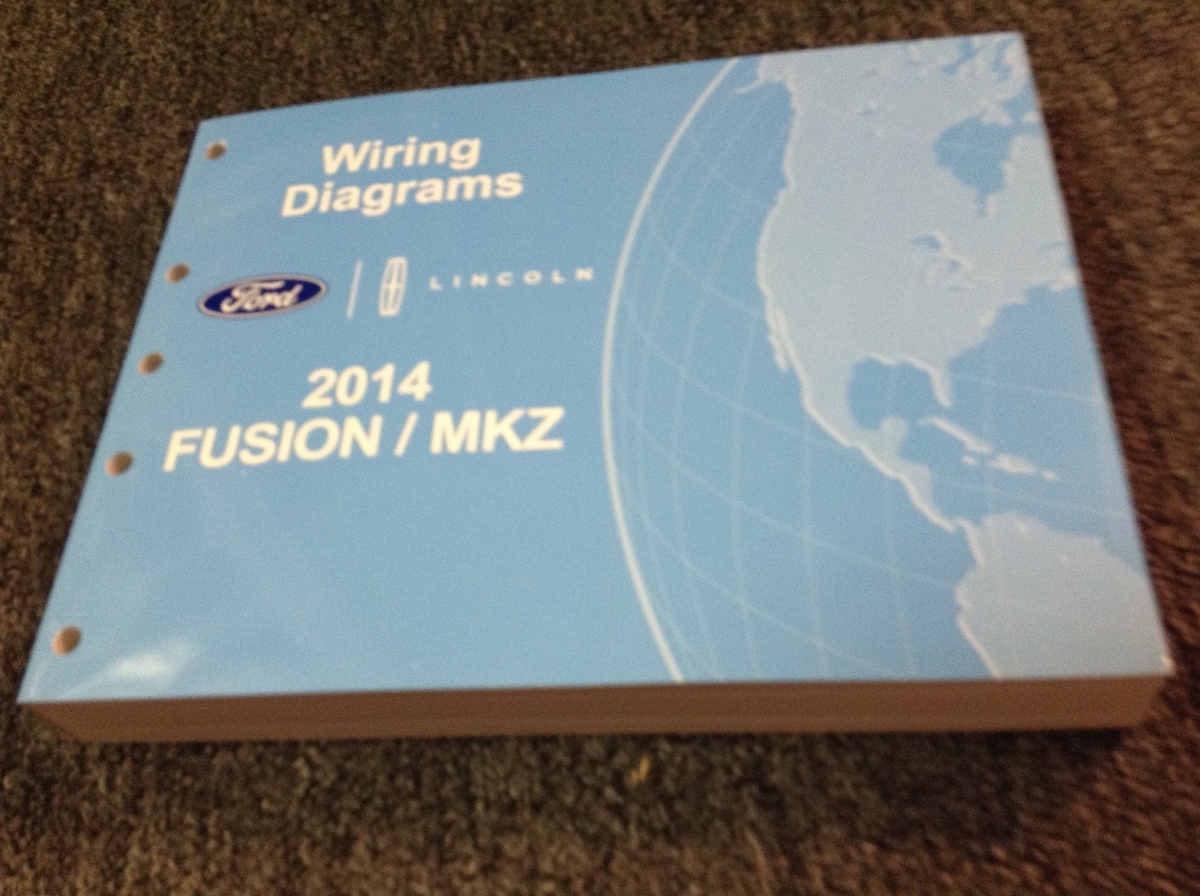 Wiring
Diagrams
Ford LINCOLN
2014
FUSION / MKZ